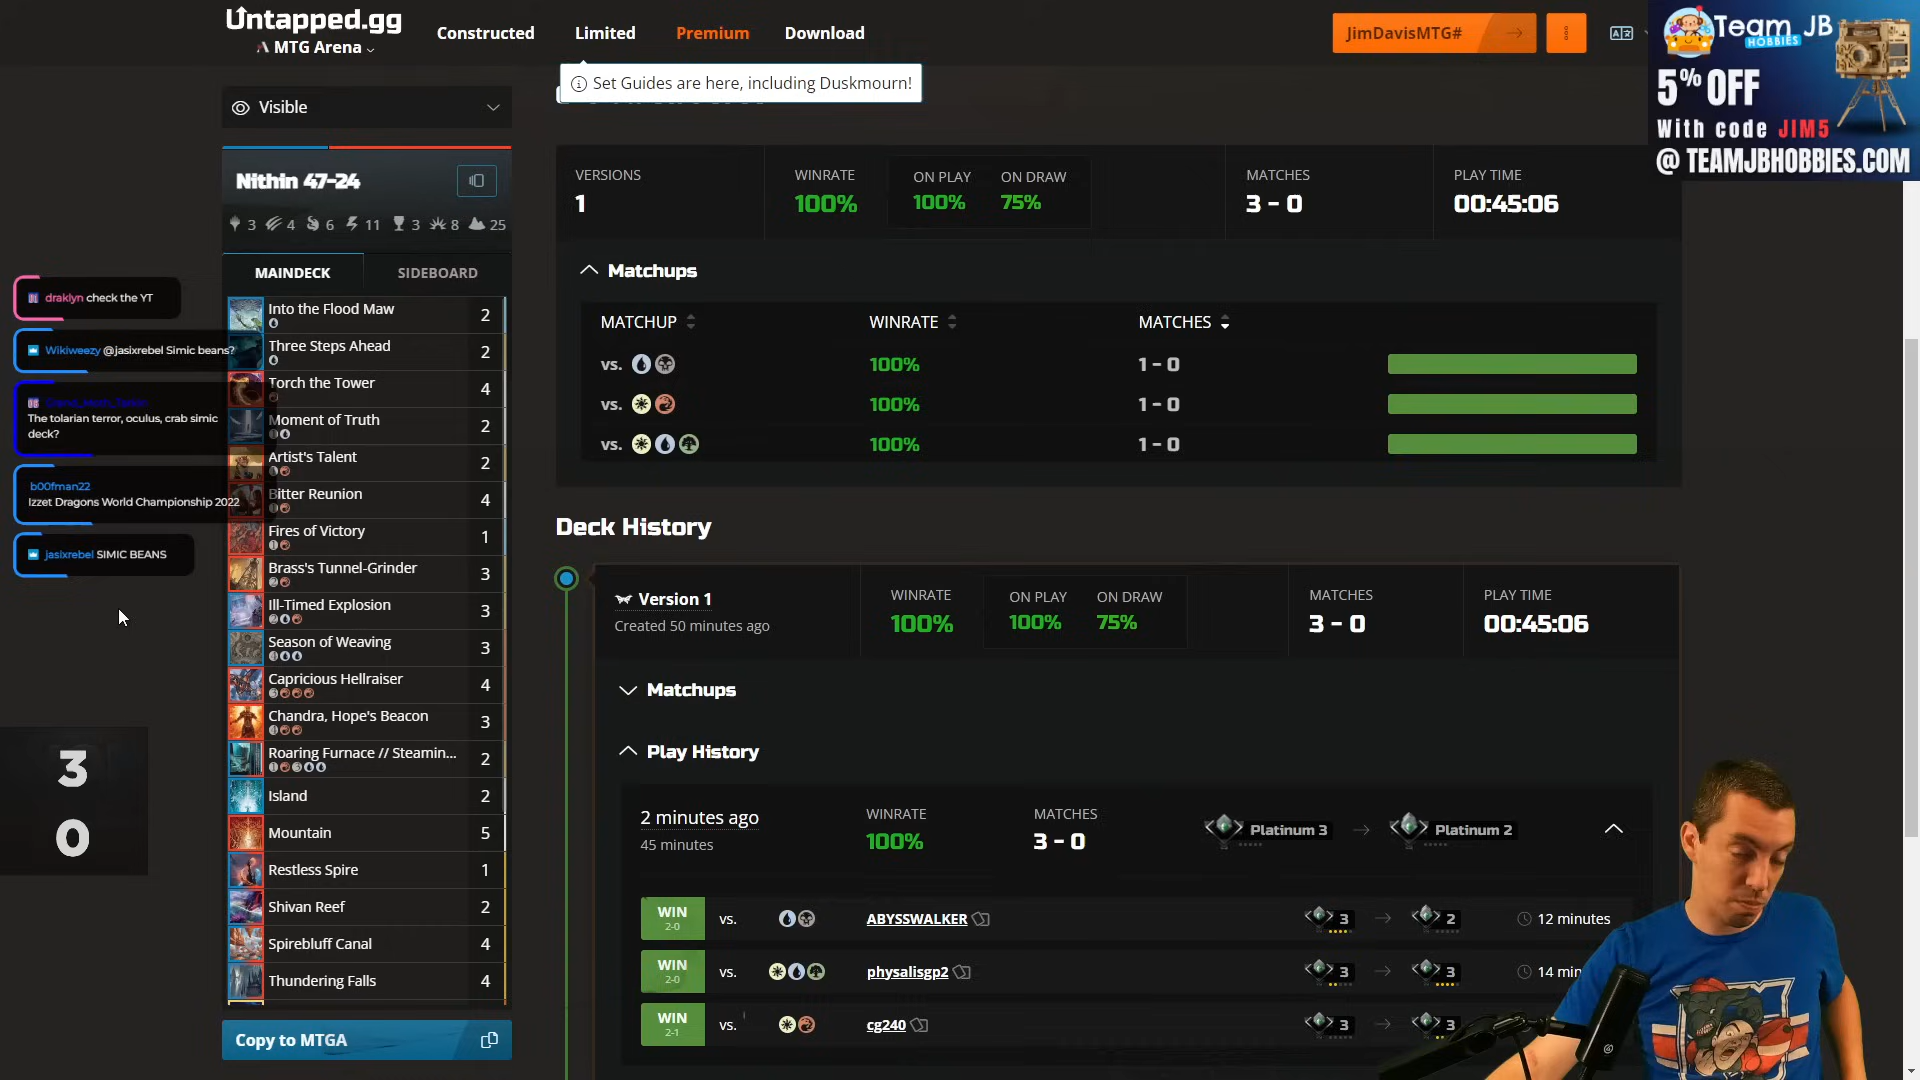 Untapped.gg
MTG Arena
Constructed
Limited
Premium
Download
JimDavisMTG#
Team JB
HOBBIES
5% OFF
With code JIM5
@ TEAMJBHOBBIES.COM
Set Guides are here, including Duskmourn!
Visible
Nithin 47-24
3 4 6 11 3 8 25
MAINDECK
SIDEBOARD
Into the Flood Maw 2
Three Steps Ahead 2
Torch the Tower 4
Moment of Truth 2
Artist's Talent 2
Bitter Reunion 4
Fires of Victory 1
Brass's Tunnel-Grinder 3
Ill-Timed Explosion 3
Season of Weaving 3
Capricious Hellraiser 4
Chandra, Hope's Beacon 3
Roaring Furnace // Steamin... 2
Island 2
Mountain 5
Restless Spire 1
Shivan Reef 2
Spirebluff Canal 4
Thundering Falls 4
Copy to MTGA
draklyn check the YT
Wikiweezy @jasixrebel Simic beans?
The tolarian terror, oculus, crab simic
deck?
b00fman22
Izzet Dragons World Championship 2022
jasixrebel SIMIC BEANS
3
0
VERSIONS
1
WINRATE
100%
ON PLAY
100%
ON DRAW
75%
MATCHES
3 - 0
PLAY TIME
00:45:06
Matchups
MATCHUP WINRATE MATCHES
vs. 100% 1 - 0
vs. 100% 1 - 0
vs. 100% 1 - 0
Deck History
Version 1
Created 50 minutes ago
WINRATE
100%
ON PLAY
100%
ON DRAW
75%
MATCHES
3 - 0
PLAY TIME
00:45:06
Matchups
Play History
2 minutes ago
45 minutes
WINRATE
100%
MATCHES
3 - 0
Platinum 3
Platinum 2
WIN
2-0
vs.
ABYSSWALKER
3
2
12 minutes
WIN
2-0
vs.
physalisgp2
3
3
14 min
WIN
2-1
vs.
cg240
3
3